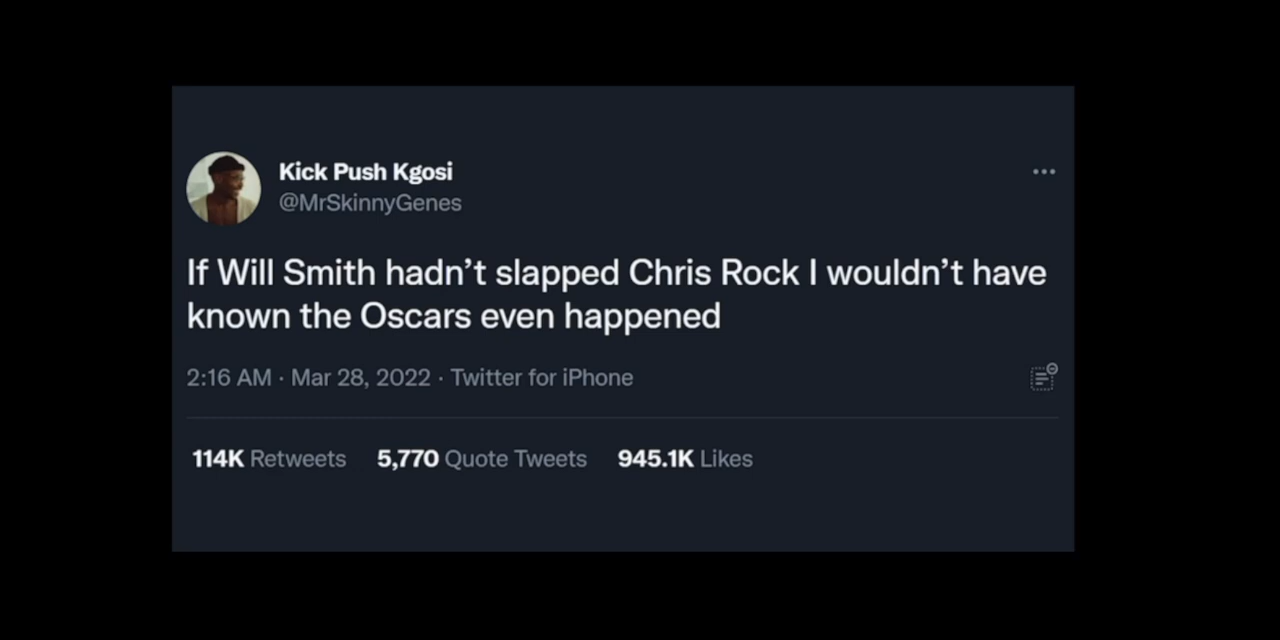 Kick Push Kgosi
@MrSkinnyGenes
If Will Smith hadn’t slapped Chris Rock I wouldn’t have
known the Oscars even happened
2:16 AM · Mar 28, 2022 · Twitter for iPhone
114K Retweets 5,770 Quote Tweets 945.1K Likes